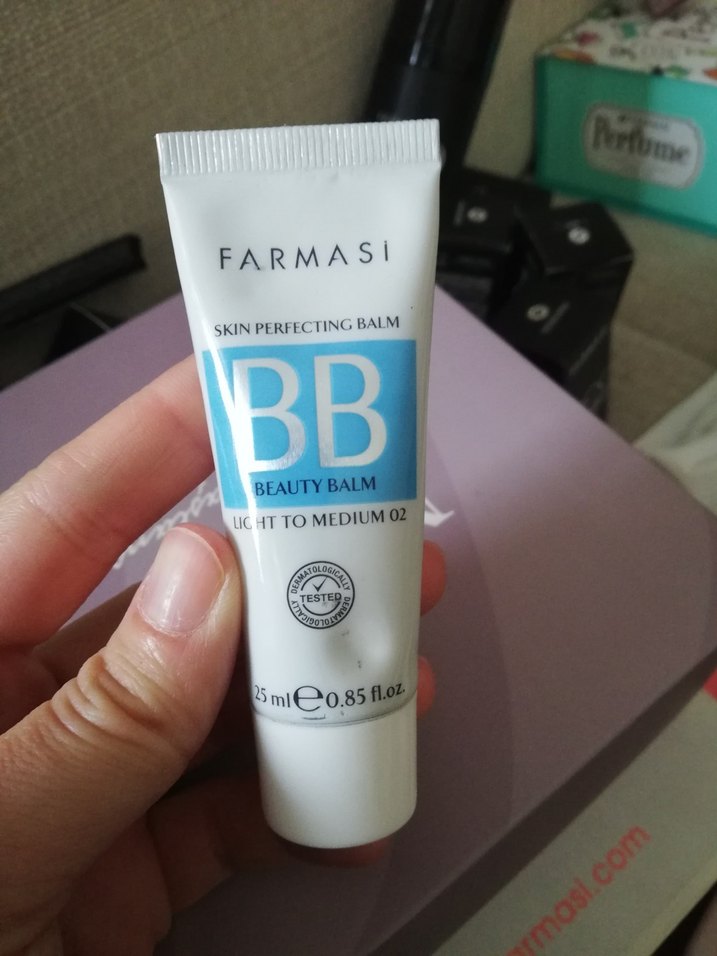 Perfume
FARMASİ
SKIN PERFECTING BALM
BB
BEAUTY BALM
LIGHT TO MEDIUM 02
DERMATOLOGICALLY
TESTED
DERMATOLOGICALLY
25 ml ℮ 0.85 fl.oz.
rmasi.com